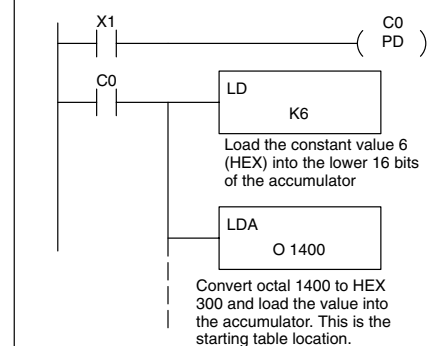 X1
C0
PD
C0
LD
K6
Load the constant value 6
(HEX) into the lower 16 bits
of the accumulator
LDA
O 1400
Convert octal 1400 to HEX
300 and load the value into
the accumulator. This is the
starting table location.